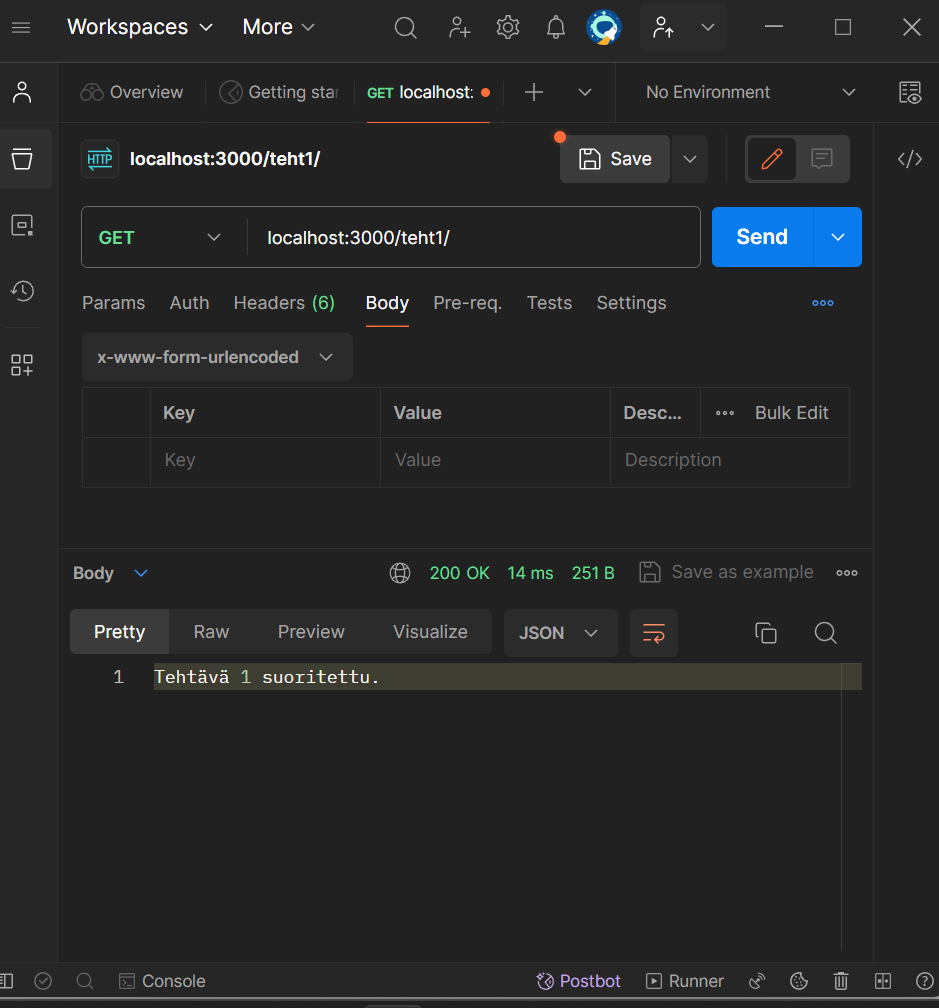 Workspaces More
Overview Getting star GET localhost: No Environment
HTTP localhost:3000/teht1/ Save
GET localhost:3000/teht1/ Send
Params Auth Headers (6) Body Pre-req. Tests Settings
x-www-form-urlencoded
Key Value Desc... Bulk Edit
Key Value Description
Body 200 OK 14 ms 251 B Save as example
Pretty Raw Preview Visualize JSON
1 Tehtävä 1 suoritettu.
Console Postbot Runner